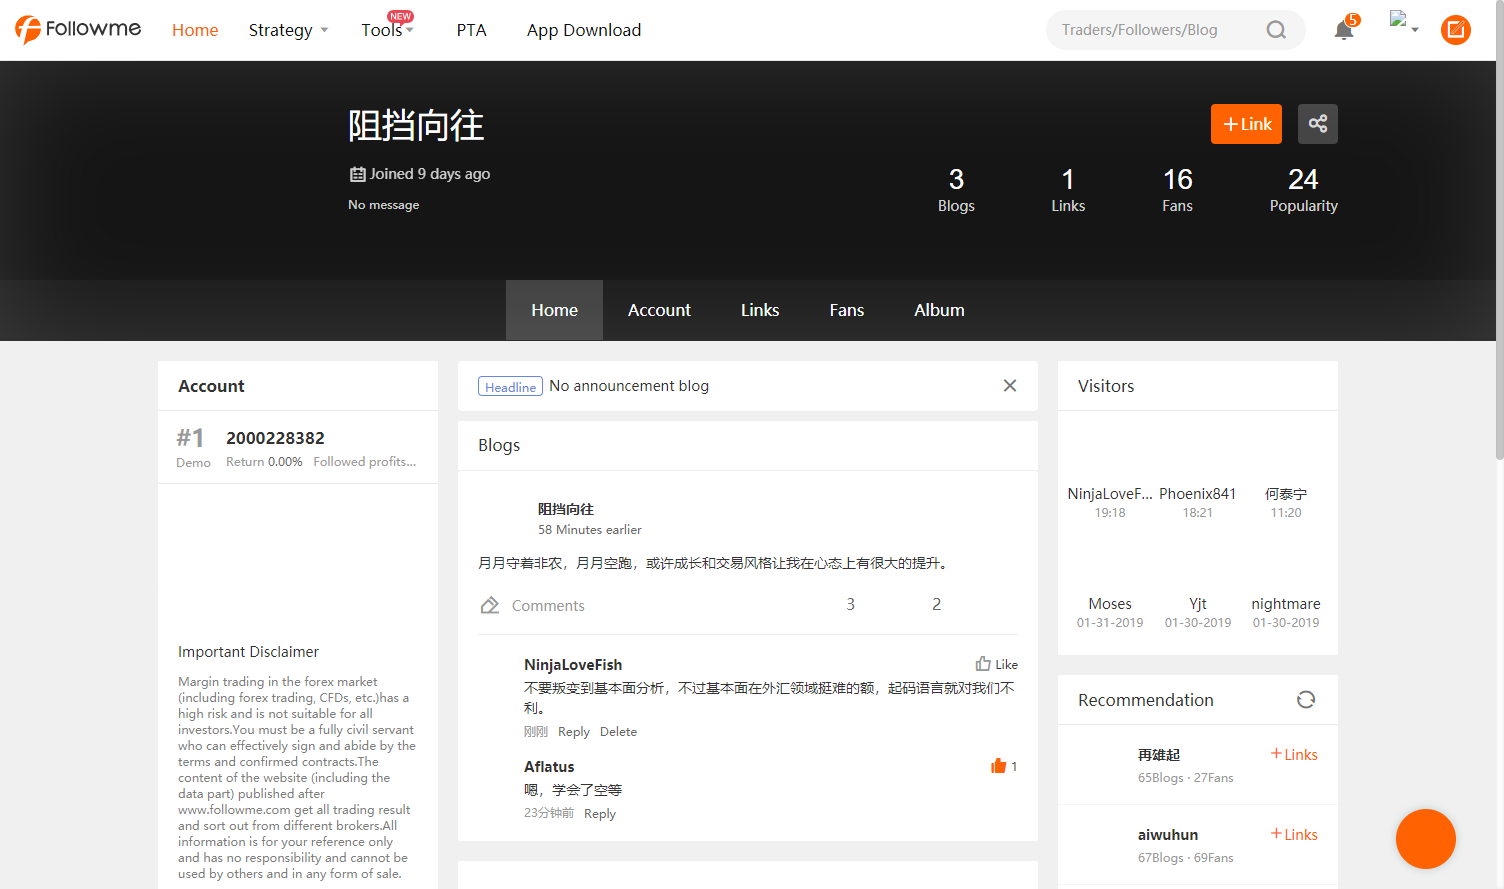 Followme
Home
Strategy
Tools
NEW
PTA
App Download
Traders/Followers/Blog
5
阻挡向往
Joined 9 days ago
No message
+Link
3
Blogs
1
Links
16
Fans
24
Popularity
Home
Account
Links
Fans
Album
Account
#1
Demo
2000228382
Return 0.00% Followed profits...
Important Disclaimer
Margin trading in the forex market
(including forex trading, CFDs, etc.)has a
high risk and is not suitable for all
investors.You must be a fully civil servant
who can effectively sign and abide by the
terms and confirmed contracts.The
content of the website (including the
data part) published after
www.followme.com get all trading result
and sort out from different brokers.All
information is for your reference only
and has no responsibility and cannot be
used by others and in any form of sale.
Headline No announcement blog
Blogs
阻挡向往
58 Minutes earlier
月月守着非农，月月空跑，或许成长和交易风格让我在心态上有很大的提升。
Comments
3
2
NinjaLoveFish
Like
不要叛变到基本面分析，不过基本面在外汇领域挺难的额，起码语言就对我们不
利。
刚刚 Reply Delete
Aflatus
1
嗯，学会了空等
23分钟前 Reply
Visitors
NinjaLoveF... Phoenix841 何泰宁
19:18 18:21 11:20
Moses Yjt nightmare
01-31-2019 01-30-2019 01-30-2019
Recommendation
再雄起
+Links
65Blogs · 27Fans
aiwuhun
+Links
67Blogs · 69Fans